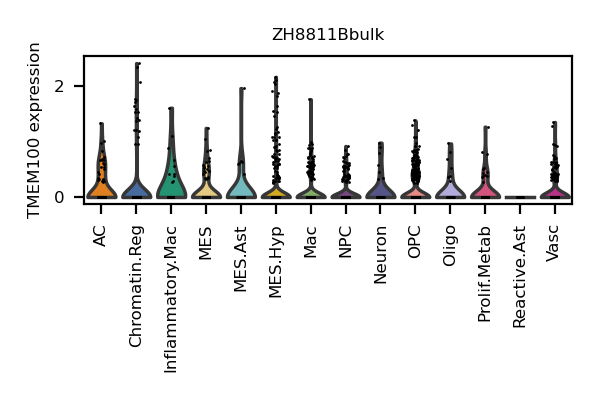 ZH8811Bbulk
TMEM100 expression
2
0
AC
Chromatin.Reg
Inflammatory.Mac
MES
MES.Ast
MES.Hyp
Mac
NPC
Neuron
OPC
Oligo
Prolif.Metab
Reactive.Ast
Vasc